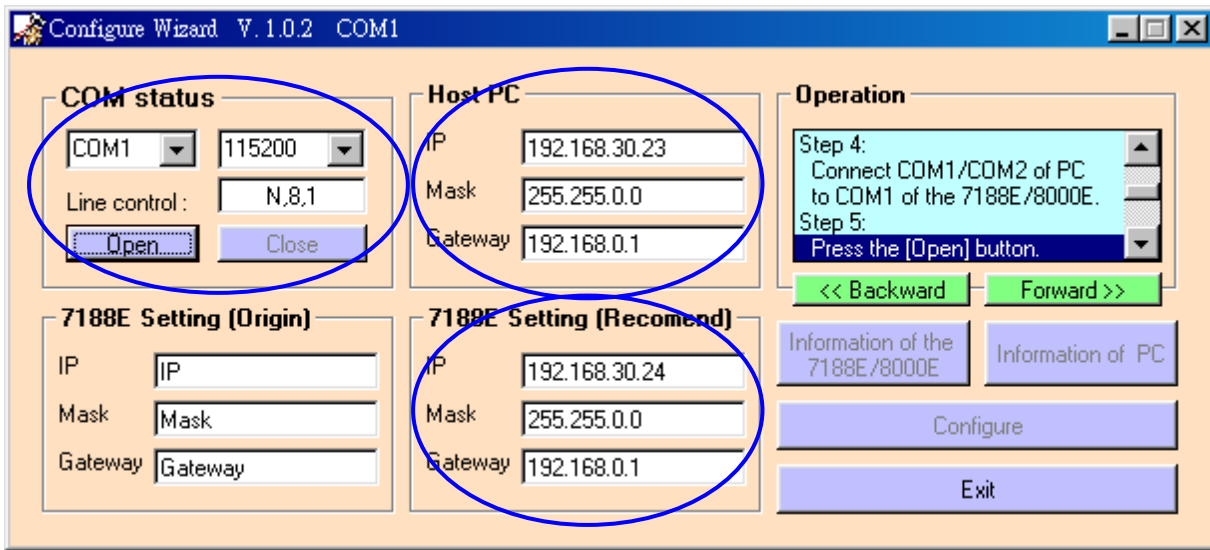 Configure Wizard V. 1.0.2 COM1
COM status
COM1 115200
Line control : N,8,1
Open Close
Host PC
IP 192.168.30.23
Mask 255.255.0.0
Gateway 192.168.0.1
Operation
Step 4:
Connect COM1/COM2 of PC
to COM1 of the 7188E/8000E.
Step 5:
Press the [Open] button.
<< Backward Forward >>
7188E Setting (Origin)
IP IP
Mask Mask
Gateway Gateway
7188E Setting (Recomend)
IP 192.168.30.24
Mask 255.255.0.0
Gateway 192.168.0.1
Information of the
7188E/8000E
Information of PC
Configure
Exit